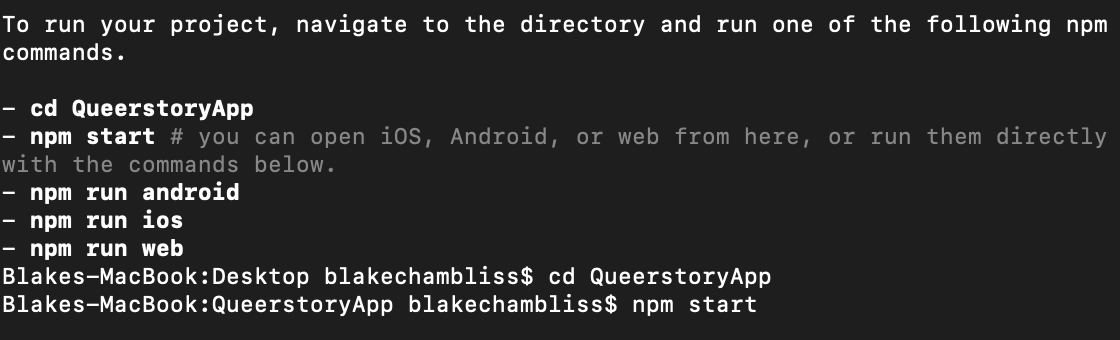 To run your project, navigate to the directory and run one of the following npm
commands.
- cd QueerstoryApp
- npm start # you can open iOS, Android, or web from here, or run them directly
with the commands below.
- npm run android
- npm run ios
- npm run web
Blakes-MacBook:Desktop blakechambliss$ cd QueerstoryApp
Blakes-MacBook:QueerstoryApp blakechambliss$ npm start